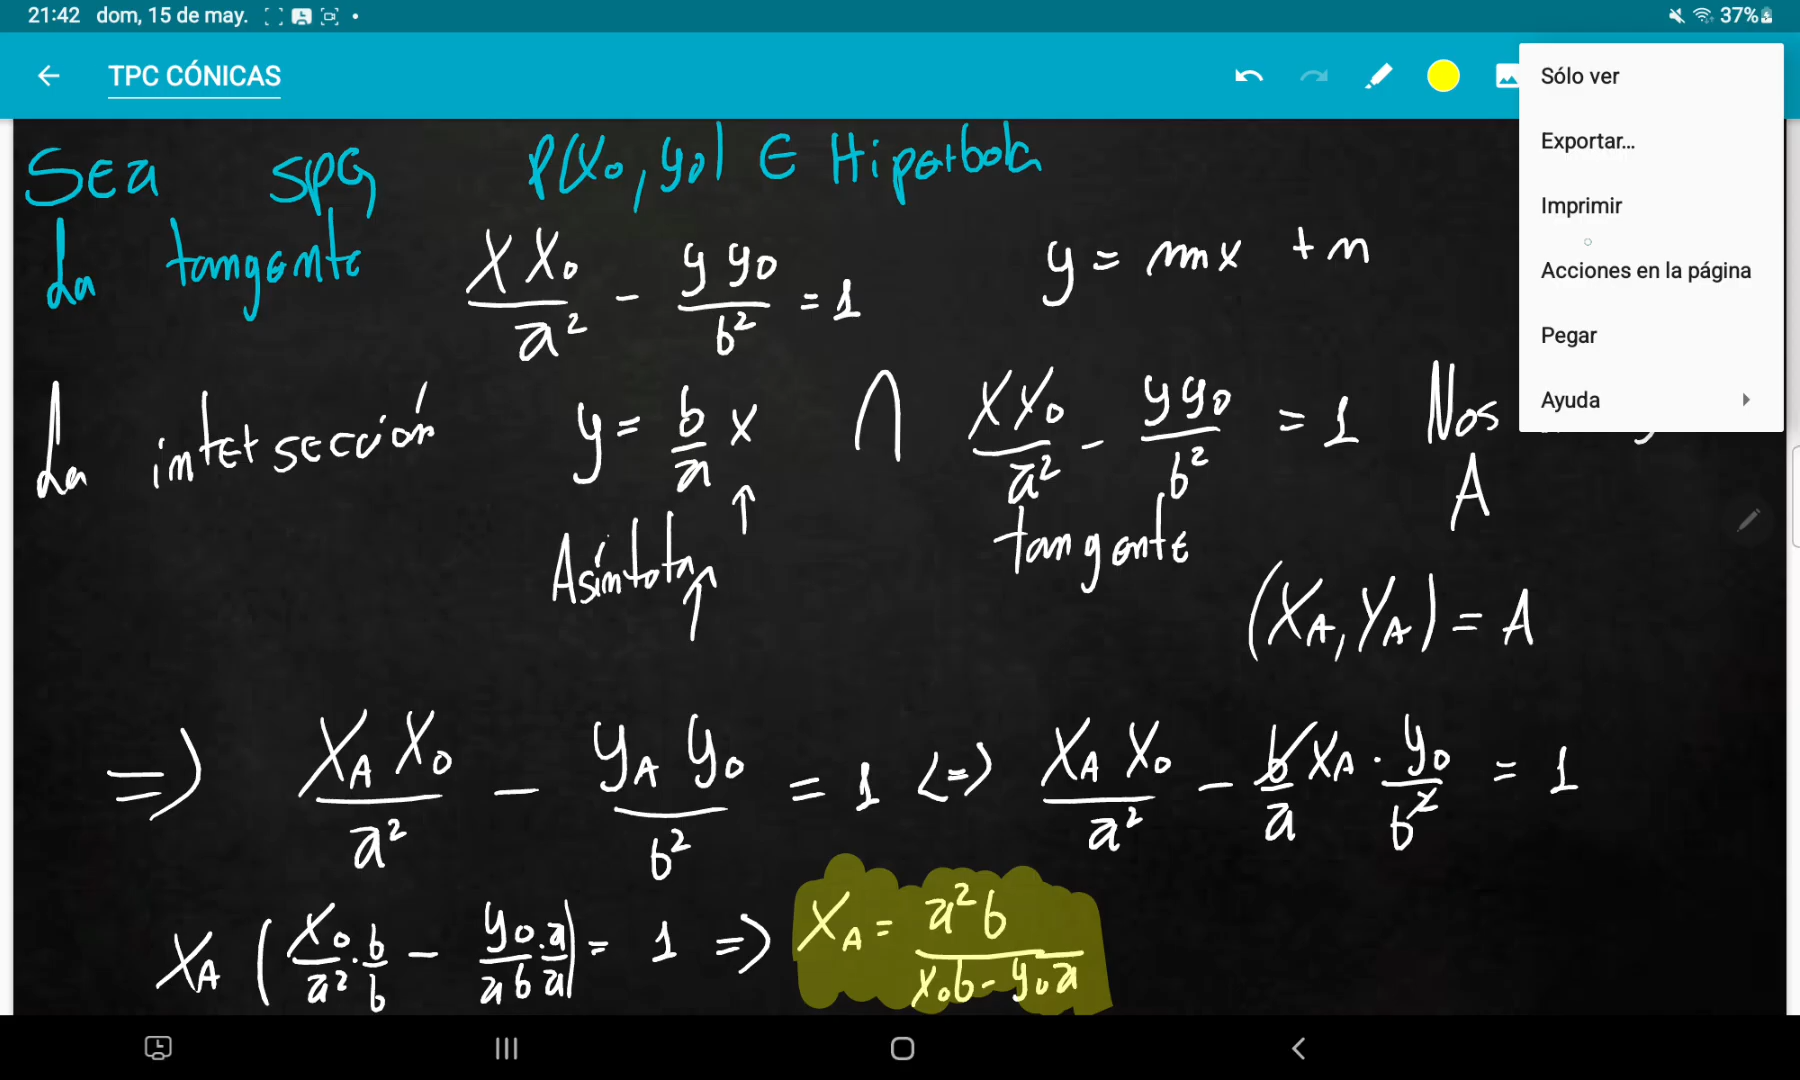 21:42 dom, 15 de may. 37%
TPC CÓNICAS
Sólo ver
Exportar...
Imprimir
Acciones en la página
Pegar
Ayuda
Sea spg P(x₀, y₀) ∈ Hiperbola
La tangente xx₀/a² - yy₀/b² = 1 y = mx + n
La intersección y = b/a x ∩ xx₀/a² - yy₀/b² = 1 Nos
↑ A
Asíntota tangente
↑
(x_A, y_A) = A
=> x_A x₀/a² - y_A y₀/b² = 1 <=> x_A x₀/a² - b/a x_A · y₀/b² = 1
x_A (x₀/a² · b/b - y₀/ab · a/a) = 1 => x_A = a²b/(x₀b - y₀a)